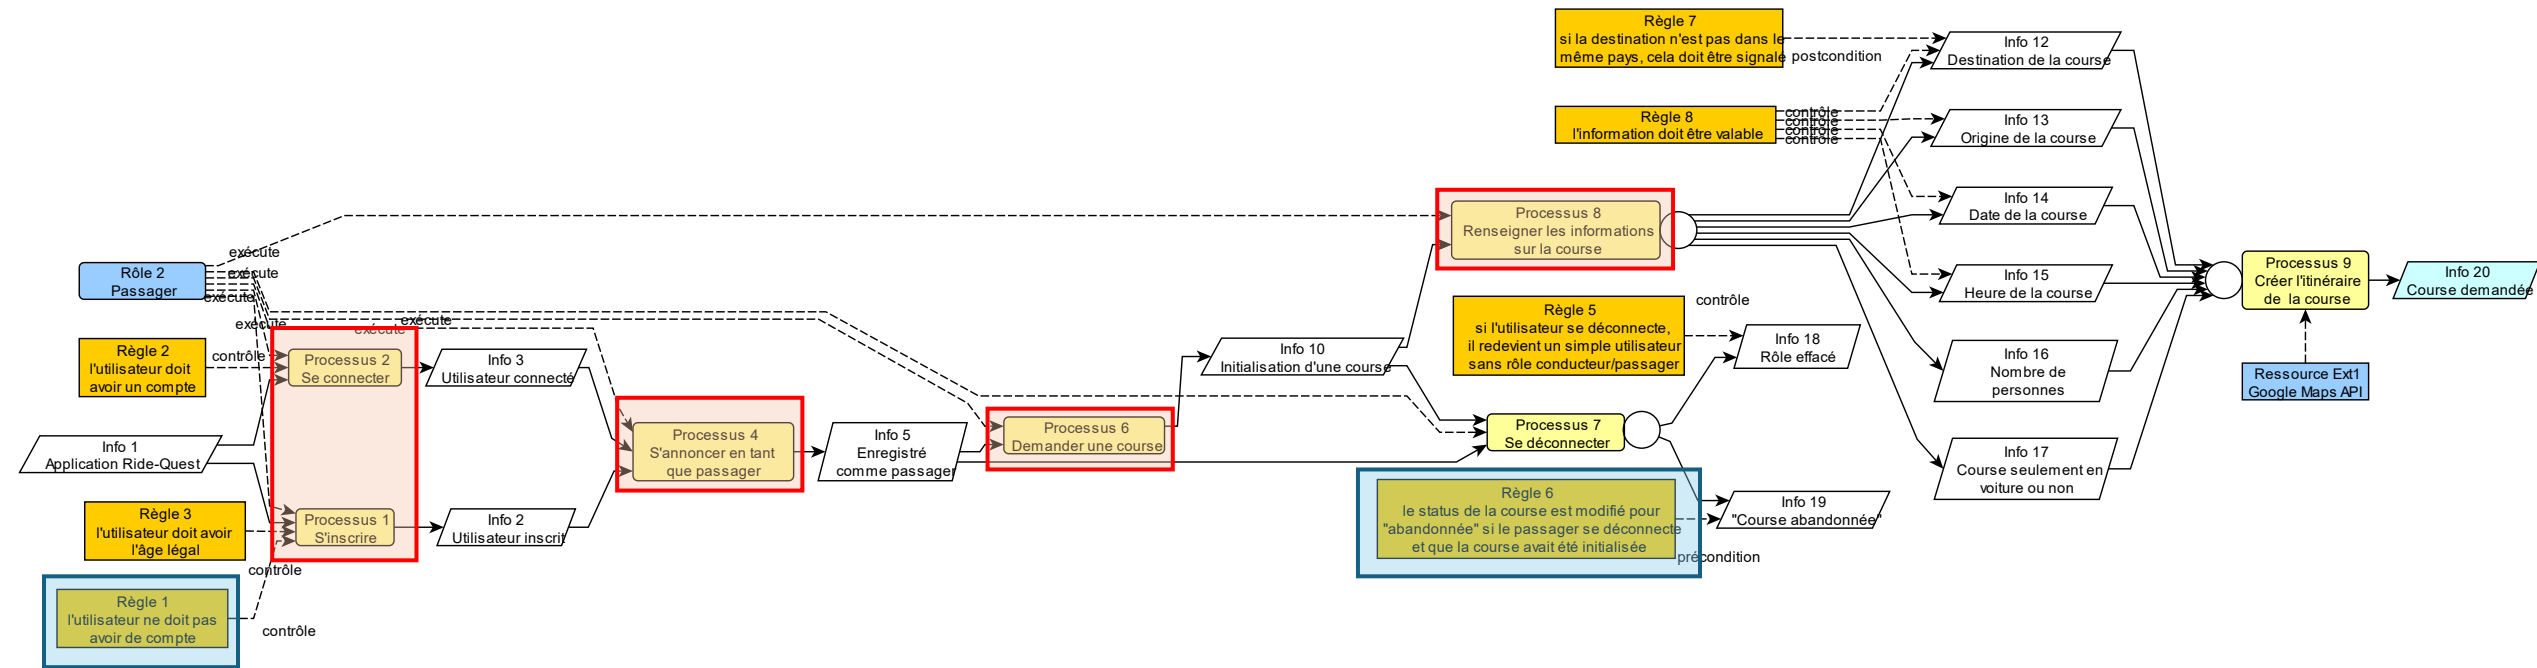 Règle 7
si la destination n'est pas dans le
même pays, cela doit être signalé
postcondition
Info 12
Destination de la course
Règle 8
l'information doit être valable
contrôle
contrôle
contrôle
contrôle
Info 13
Origine de la course
Info 14
Date de la course
Info 15
Heure de la course
Info 16
Nombre de
personnes
Info 17
Course seulement en
voiture ou non
Processus 8
Renseigner les informations
sur la course
Processus 9
Créer l'itinéraire
de la course
Info 20
Course demandée
Ressource Ext1
Google Maps API
Rôle 2
Passager
exécute
exécute
exécute
exécute
exécute
exécute
Règle 2
l'utilisateur doit
avoir un compte
contrôle
Processus 2
Se connecter
Info 3
Utilisateur connecté
Info 1
Application Ride-Quest
Règle 3
l'utilisateur doit avoir
l'âge légal
contrôle
Processus 1
S'inscrire
Info 2
Utilisateur inscrit
Règle 1
l'utilisateur ne doit pas
avoir de compte
contrôle
Processus 4
S'annoncer en tant
que passager
Info 5
Enregistré
comme passager
Processus 6
Demander une course
Info 10
Initialisation d'une course
Règle 5
si l'utilisateur se déconnecte,
il redevient un simple utilisateur
sans rôle conducteur/passager
contrôle
Info 18
Rôle effacé
Processus 7
Se déconnecter
Règle 6
le status de la course est modifié pour
"abandonnée" si le passager se déconnecte
et que la course avait été initialisée
précondition
Info 19
"Course abandonnée"